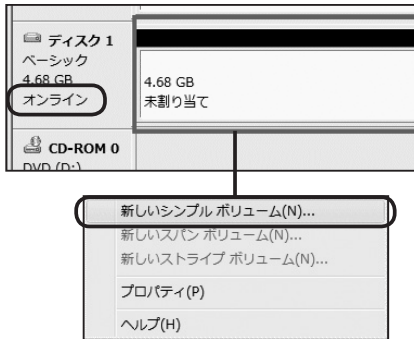 ディスク 1
ベーシック
4.68 GB
オンライン
4.68 GB
未割り当て
CD-ROM 0
DVD (D:)
新しいシンプル ボリューム(N)...
新しいスパン ボリューム(N)...
新しいストライプ ボリューム(N)...
プロパティ(P)
ヘルプ(H)